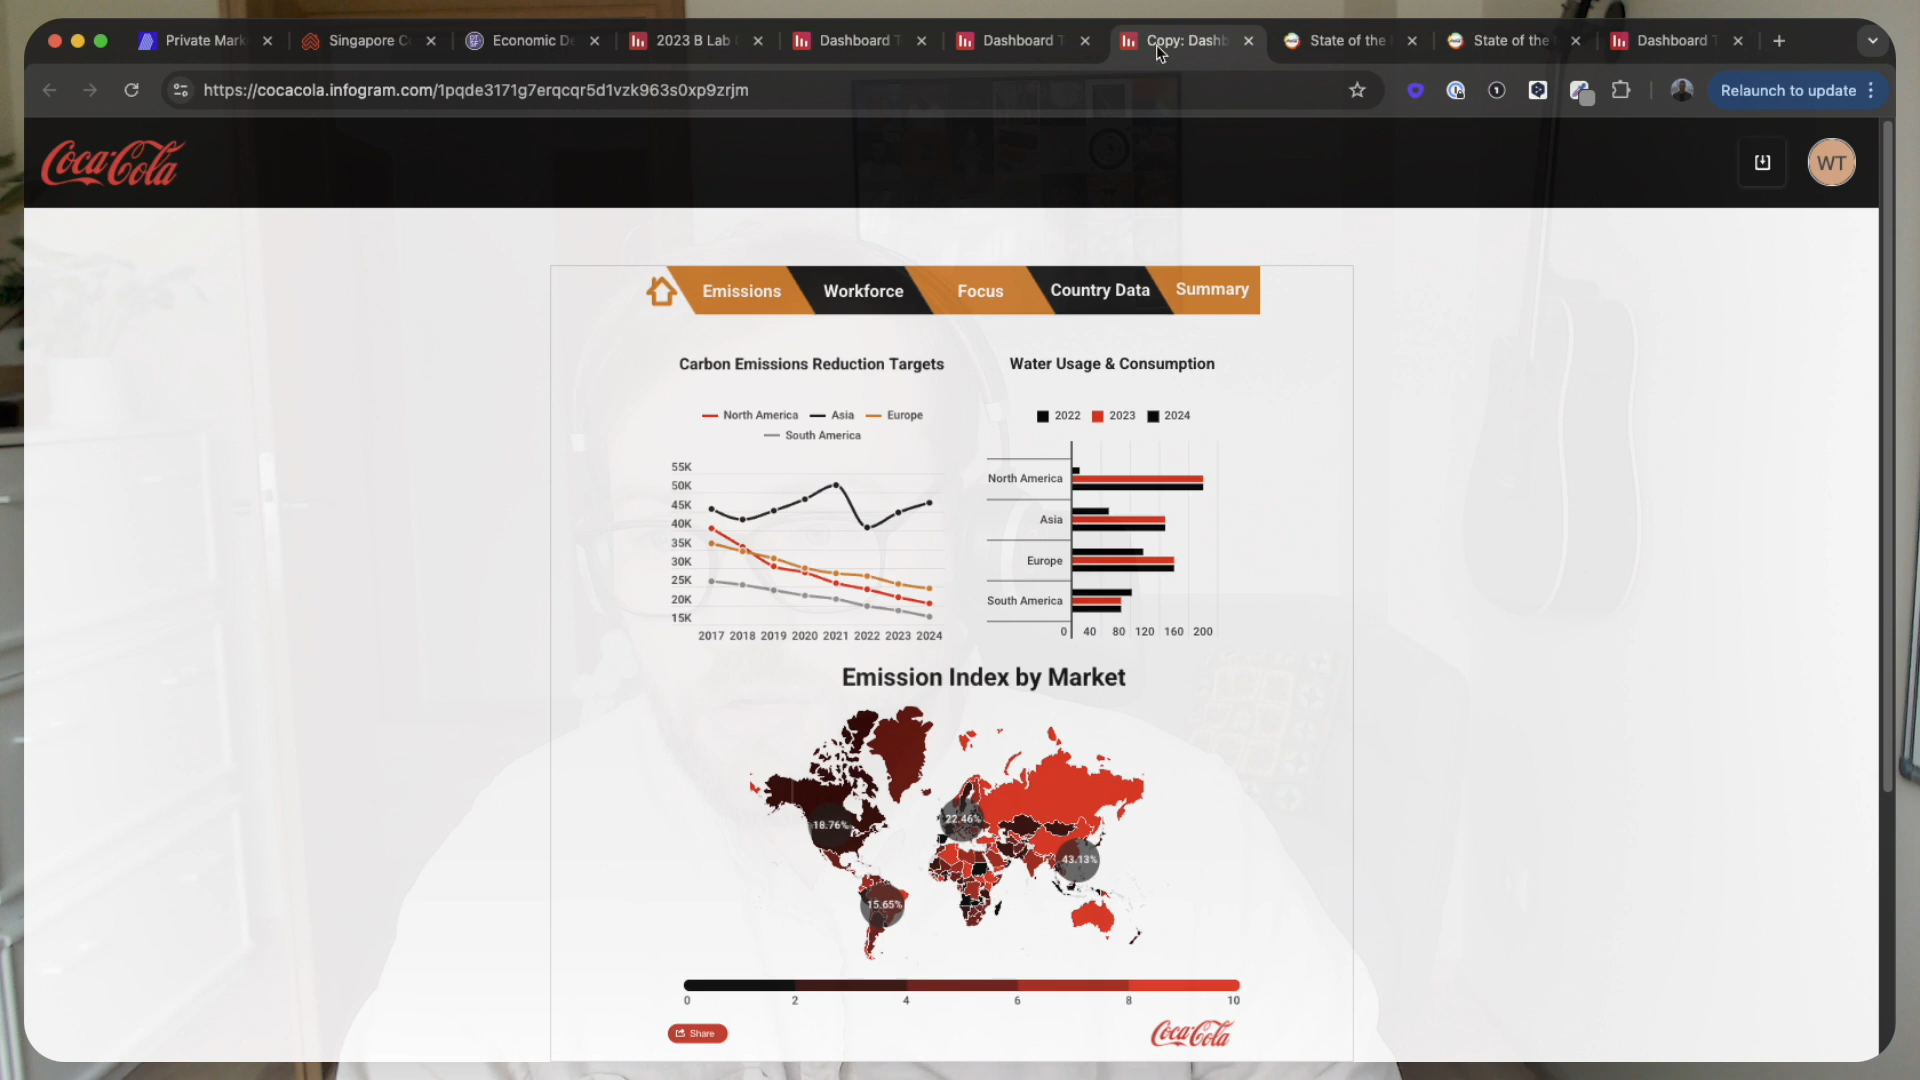 Private Mark
Singapore C
Economic De
2023 B Lab
Dashboard T
Dashboard T
Copy: Dashb
State of the
State of the
Dashboard T
https://cocacola.infogram.com/1pqde3171g7erqcqr5d1vzk963s0xp9zrjm
Relaunch to update
Coca-Cola
WT
Emissions
Workforce
Focus
Country Data
Summary
Carbon Emissions Reduction Targets
North America
Asia
Europe
South America
55K
50K
45K
40K
35K
30K
25K
20K
15K
2017 2018 2019 2020 2021 2022 2023 2024
Water Usage & Consumption
2022
2023
2024
North America
Asia
Europe
South America
0 40 80 120 160 200
Emission Index by Market
18.76%
22.46%
43.13%
15.65%
0 2 4 6 8 10
Share
Coca-Cola